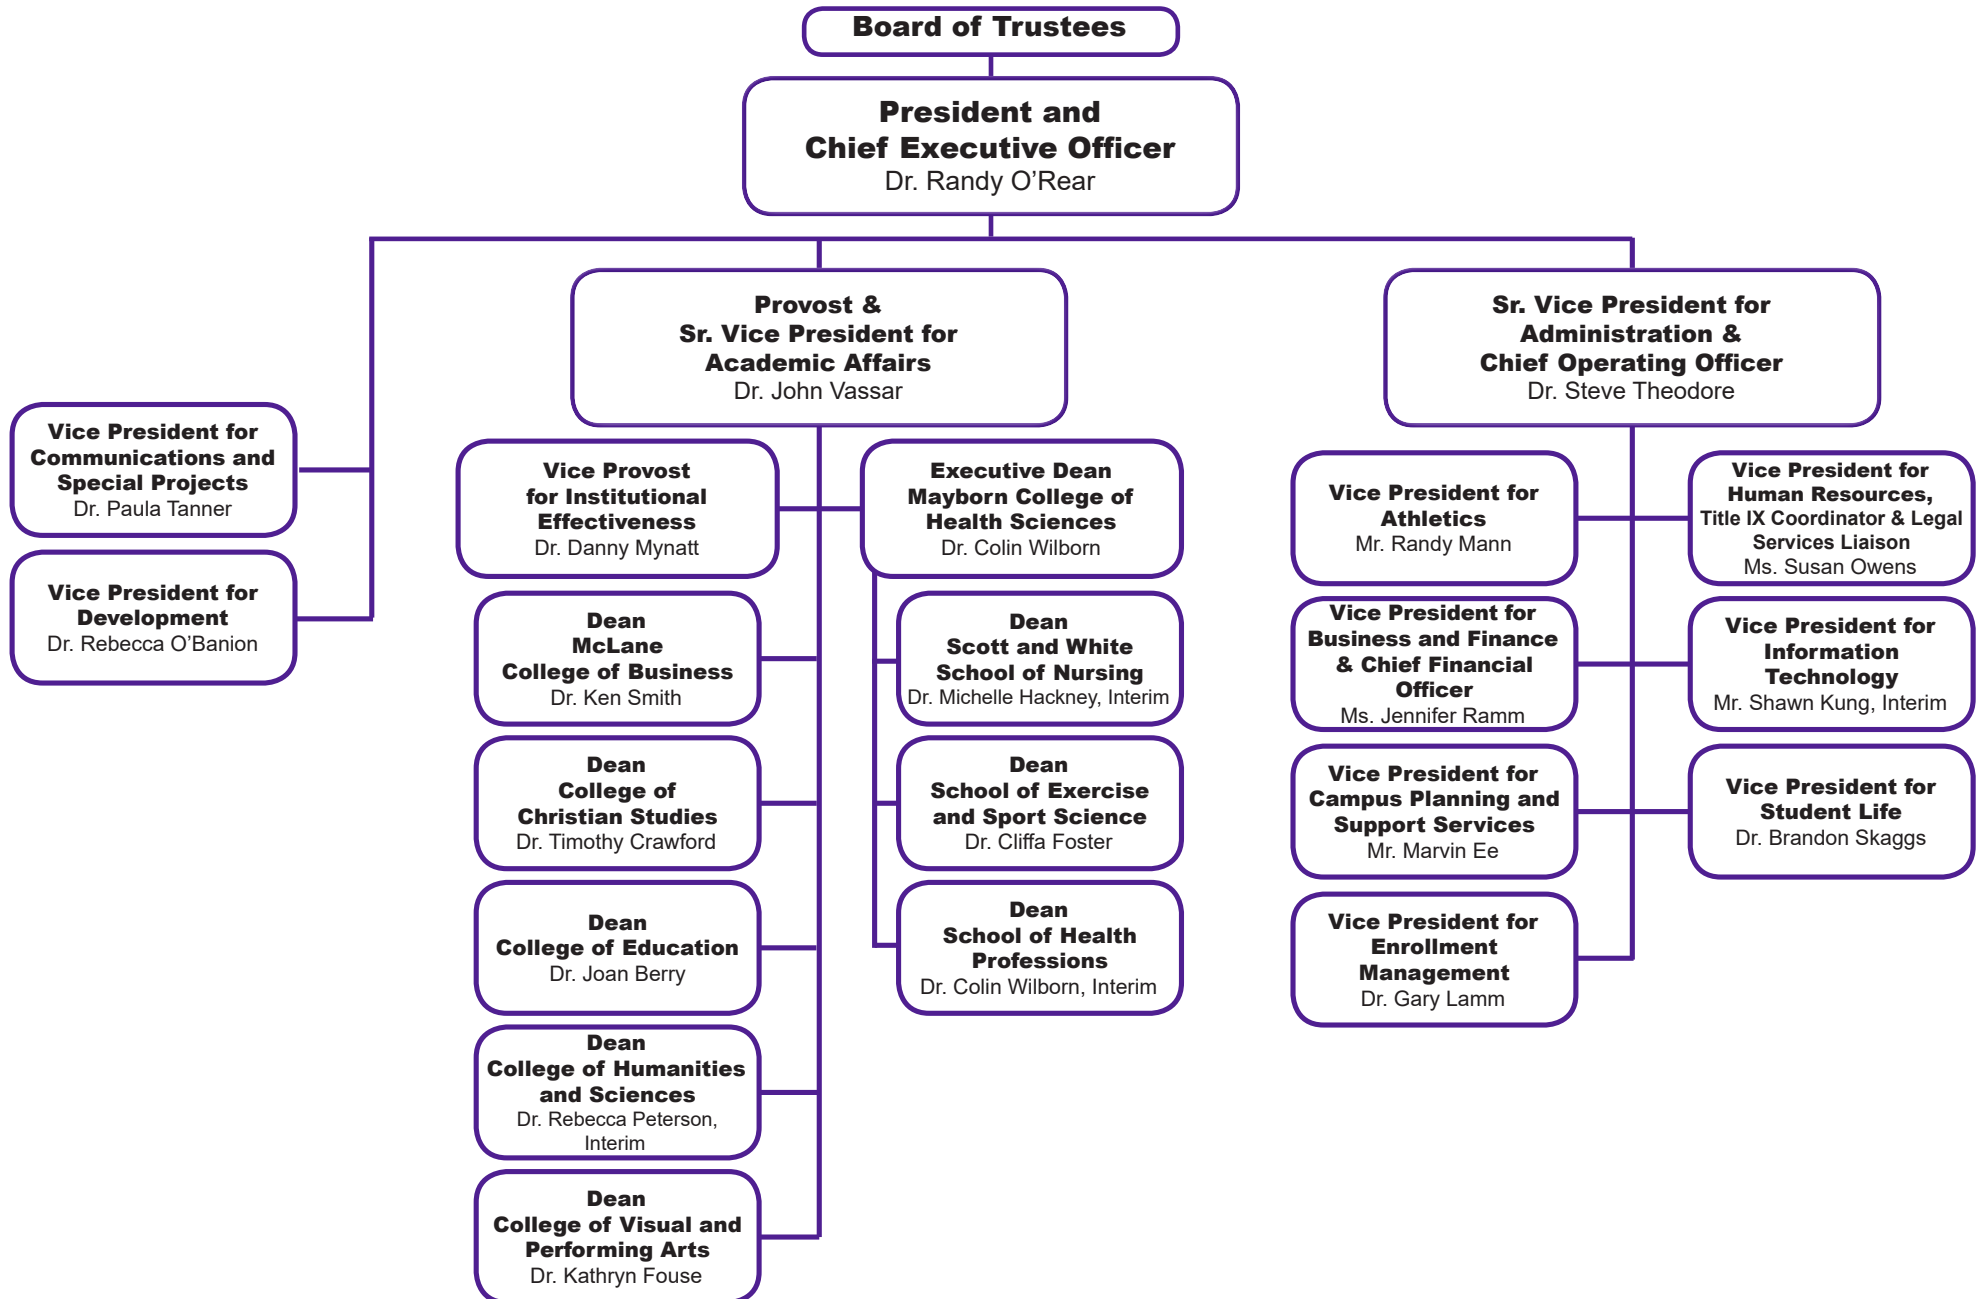 Board of Trustees
President and
Chief Executive Officer
Dr. Randy O’Rear
Provost &
Sr. Vice President for
Academic Affairs
Dr. John Vassar
Sr. Vice President for
Administration &
Chief Operating Officer
Dr. Steve Theodore
Vice President for
Communications and
Special Projects
Dr. Paula Tanner
Vice President for
Development
Dr. Rebecca O’Banion
Vice Provost
for Institutional
Effectiveness
Dr. Danny Mynatt
Executive Dean
Mayborn College of
Health Sciences
Dr. Colin Wilborn
Dean
McLane
College of Business
Dr. Ken Smith
Dean
Scott and White
School of Nursing
Dr. Michelle Hackney, Interim
Dean
College of
Christian Studies
Dr. Timothy Crawford
Dean
School of Exercise
and Sport Science
Dr. Cliffa Foster
Dean
College of Education
Dr. Joan Berry
Dean
School of Health
Professions
Dr. Colin Wilborn, Interim
Dean
College of Humanities
and Sciences
Dr. Rebecca Peterson,
Interim
Dean
College of Visual and
Performing Arts
Dr. Kathryn Fouse
Vice President for
Athletics
Mr. Randy Mann
Vice President for
Human Resources,
Title IX Coordinator & Legal
Services Liaison
Ms. Susan Owens
Vice President for
Business and Finance
& Chief Financial
Officer
Ms. Jennifer Ramm
Vice President for
Information
Technology
Mr. Shawn Kung, Interim
Vice President for
Campus Planning and
Support Services
Mr. Marvin Ee
Vice President for
Student Life
Dr. Brandon Skaggs
Vice President for
Enrollment
Management
Dr. Gary Lamm